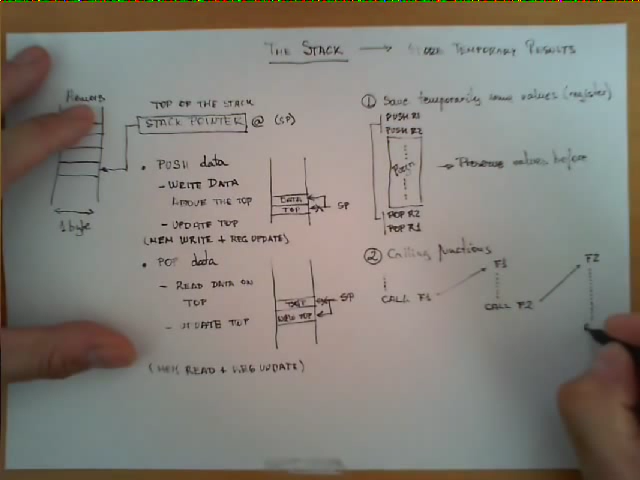 THE STACK → STORE TEMPORARY RESULTS
Memory
1 byte
TOP OF THE STACK
STACK POINTER @ (SP)
• PUSH data
- WRITE DATA
ABOVE THE TOP
- UPDATE TOP
(MEM WRITE + REG UPDATE)
DATA
TOP
SP
• POP data
- READ DATA ON
TOP
- UPDATE TOP
(MEM READ + REG UPDATE)
TOP
NEW TOP
SP
① Save temporarily some values (register)
PUSH R1
PUSH R2
→ Preserve values before
POP R2
POP R1
② Calling functions
CALL F1
F1
CALL F2
F2